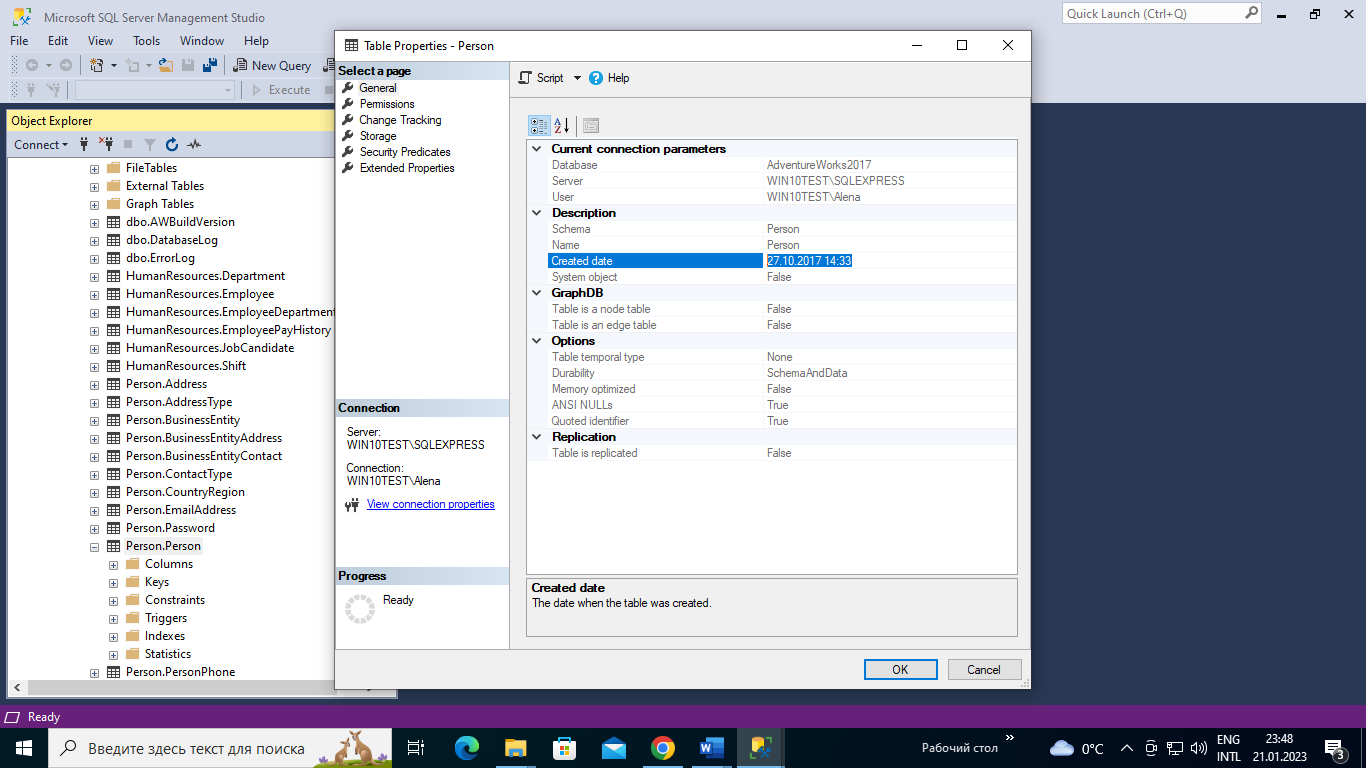 Microsoft SQL Server Management Studio
Quick Launch (Ctrl+Q)
File Edit View Tools Window Help
New Query
Execute
Object Explorer
Connect
FileTables
External Tables
Graph Tables
dbo.AWBuildVersion
dbo.DatabaseLog
dbo.ErrorLog
HumanResources.Department
HumanResources.Employee
HumanResources.EmployeeDepartment
HumanResources.EmployeePayHistory
HumanResources.JobCandidate
HumanResources.Shift
Person.Address
Person.AddressType
Person.BusinessEntity
Person.BusinessEntityAddress
Person.BusinessEntityContact
Person.ContactType
Person.CountryRegion
Person.EmailAddress
Person.Password
Person.Person
Columns
Keys
Constraints
Triggers
Indexes
Statistics
Person.PersonPhone
Table Properties - Person
Select a page
General
Permissions
Change Tracking
Storage
Security Predicates
Extended Properties
Connection
Server:
WIN10TEST\SQLEXPRESS
Connection:
WIN10TEST\Alena
View connection properties
Progress
Ready
Script Help
Current connection parameters
Database AdventureWorks2017
Server WIN10TEST\SQLEXPRESS
User WIN10TEST\Alena
Description
Schema Person
Name Person
Created date 27.10.2017 14:33
System object False
GraphDB
Table is a node table False
Table is an edge table False
Options
Table temporal type None
Durability SchemaAndData
Memory optimized False
ANSI NULLs True
Quoted identifier True
Replication
Table is replicated False
Created date
The date when the table was created.
OK Cancel
Ready
Введите здесь текст для поиска
Рабочий стол
0°C
ENG
INTL
23:48
21.01.2023
3